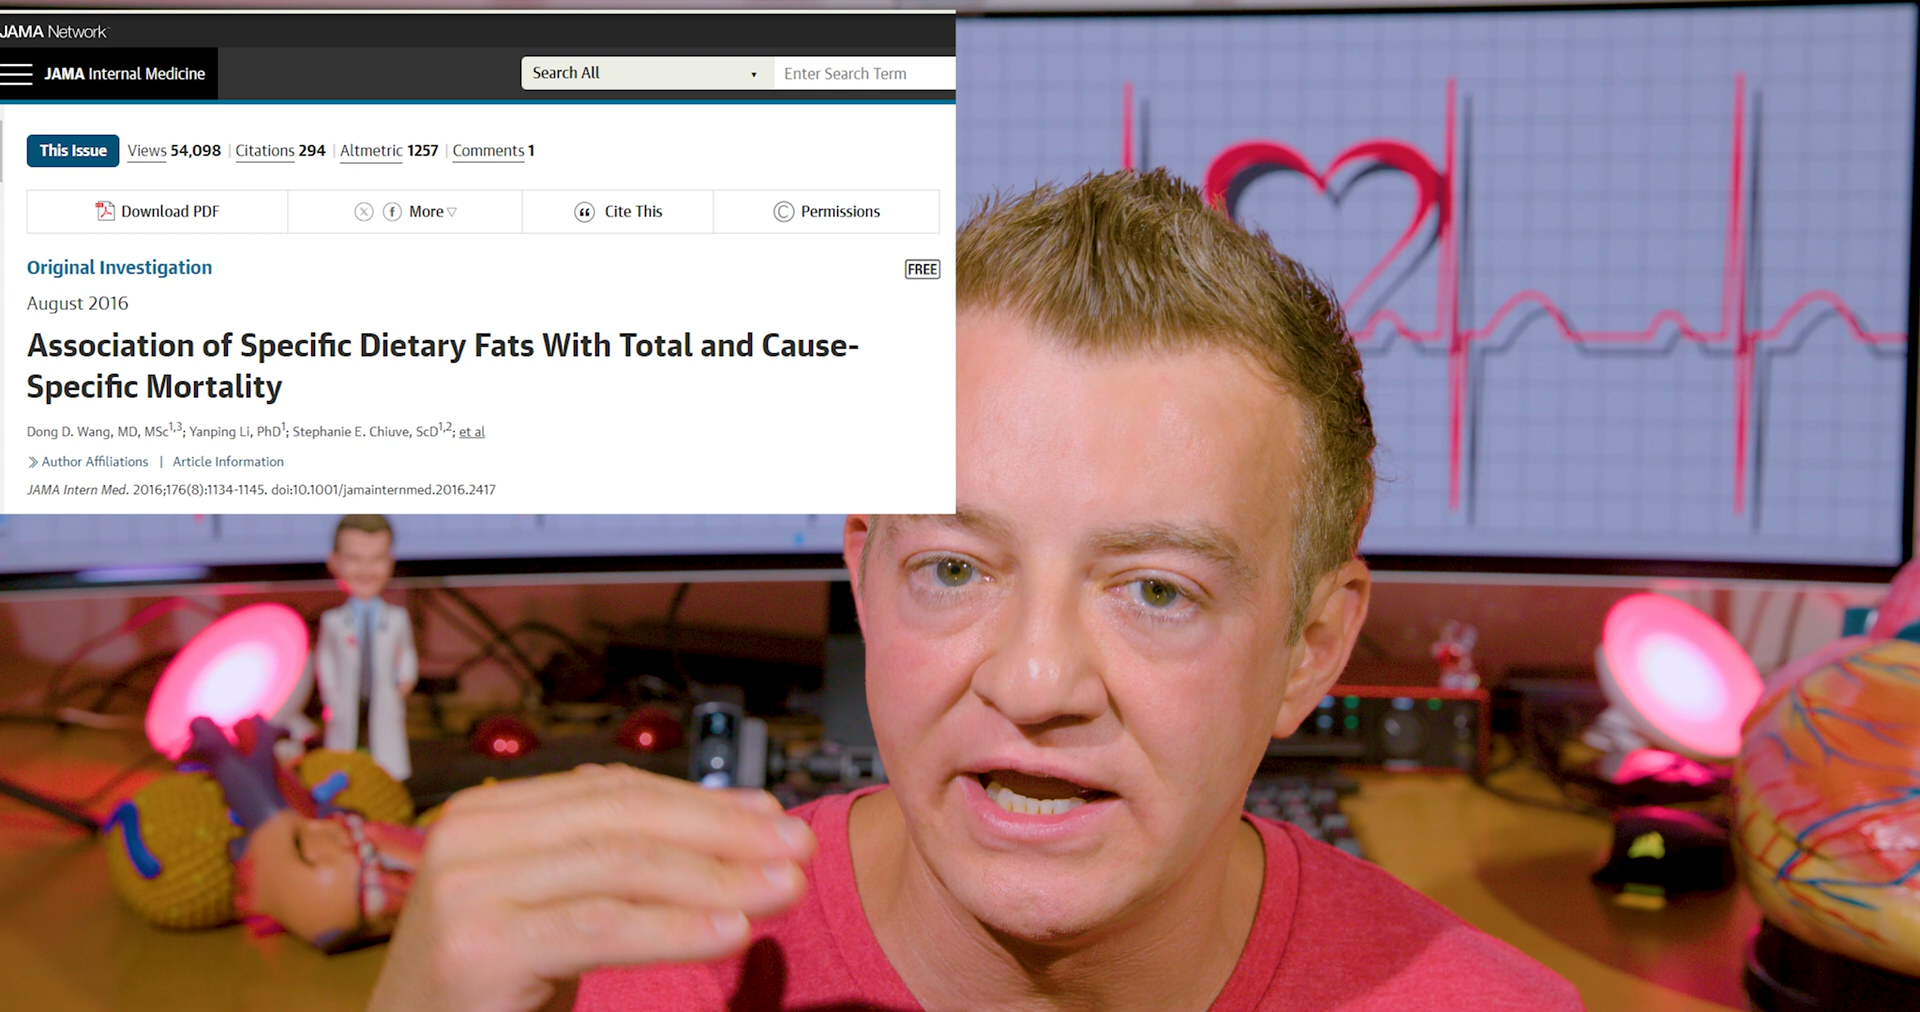 JAMA Network
JAMA Internal Medicine
Search All
Enter Search Term
This Issue
Views 54,098 | Citations 294 | Altmetric 1257 | Comments 1
Download PDF
More
Cite This
Permissions
Original Investigation
FREE
August 2016
Association of Specific Dietary Fats With Total and Cause-
Specific Mortality
Dong D. Wang, MD, MSc1,3; Yanping Li, PhD1; Stephanie E. Chiuve, ScD1,2; et al
Author Affiliations | Article Information
JAMA Intern Med. 2016;176(8):1134-1145. doi:10.1001/jamainternmed.2016.2417